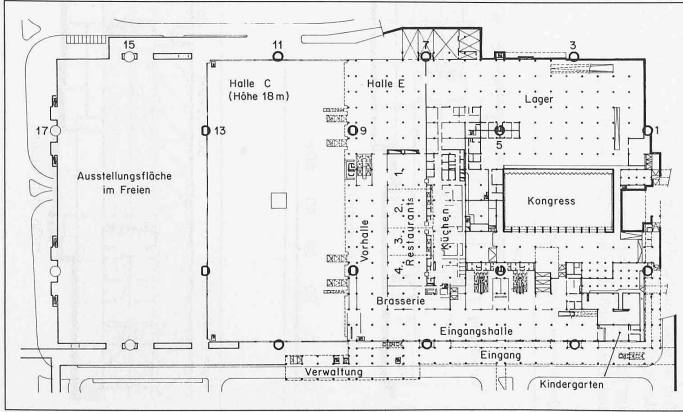 15
11
7
3
Halle C
(Höhe 18 m)
Halle E
Lager
17
13
9
5
1
Ausstellungsfläche
im Freien
Kongress
Vorhalle
1.
2.
3.
4.
Restaurants
Küchen
Brasserie
Eingangshalle
Eingang
Verwaltung
Kindergarten